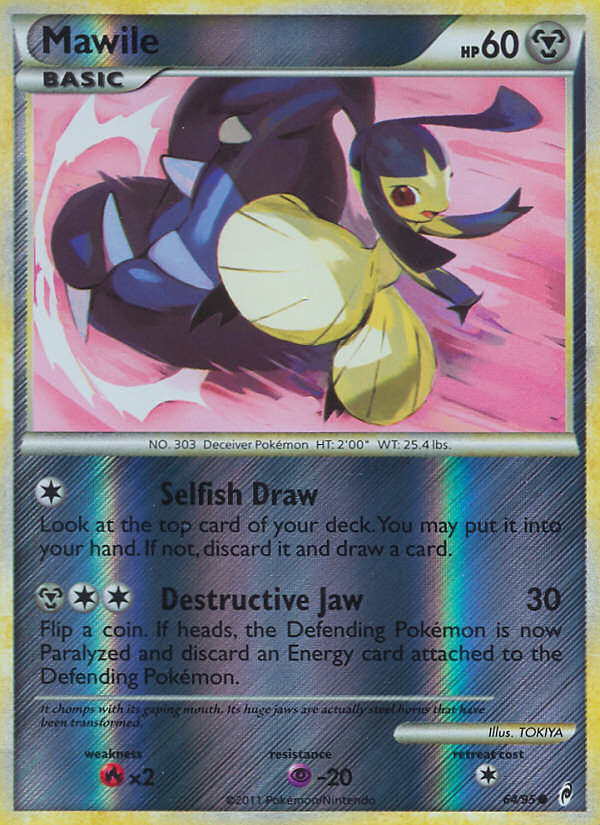 Mawile HP60
BASIC
NO. 303 Deceiver Pokémon HT: 2'00" WT: 25.4 lbs.
Selfish Draw
Look at the top card of your deck. You may put it into
your hand. If not, discard it and draw a card.
Destructive Jaw 30
Flip a coin. If heads, the Defending Pokémon is now
Paralyzed and discard an Energy card attached to the
Defending Pokémon.
It chomps with its gaping mouth. Its huge jaws are actually steel horns that have
been transformed.
Illus. TOKIYA
weakness resistance retreat cost
×2 -20
©2011 Pokémon/Nintendo 64/95